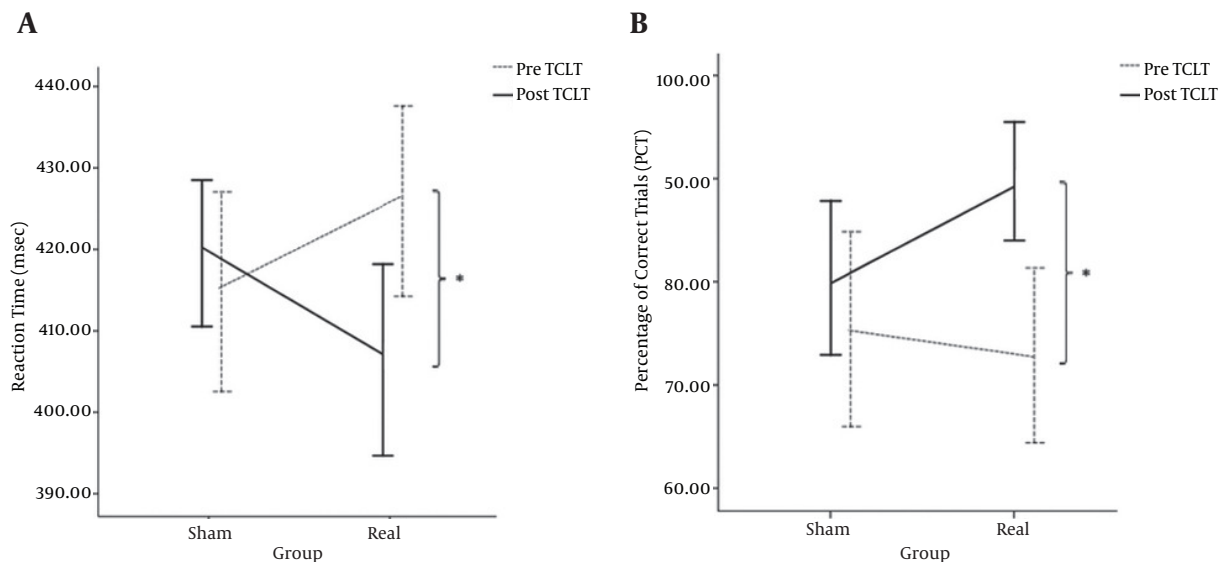 A
Pre TCLT
Post TCLT
440.00
430.00
420.00
410.00
400.00
390.00
Reaction Time (msec)
*
Sham
Real
Group
B
Pre TCLT
Post TCLT
100.00
50.00
80.00
70.00
60.00
Percentage of Correct Trials (PCT)
*
Sham
Real
Group